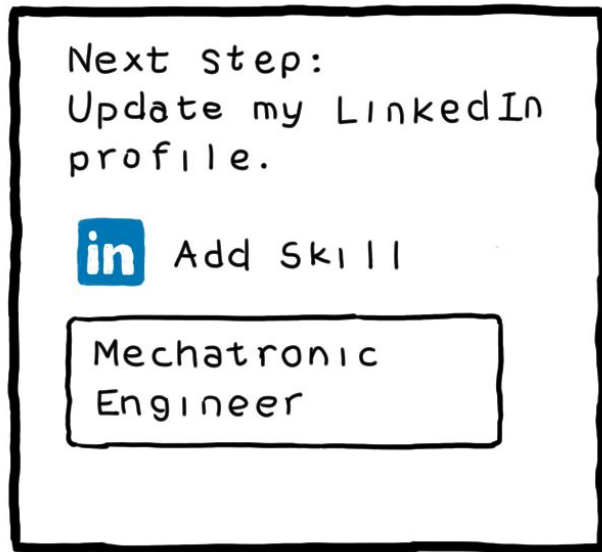 Next step:
Update my LinkedIn
profile.
in Add Skill
Mechatronic
Engineer